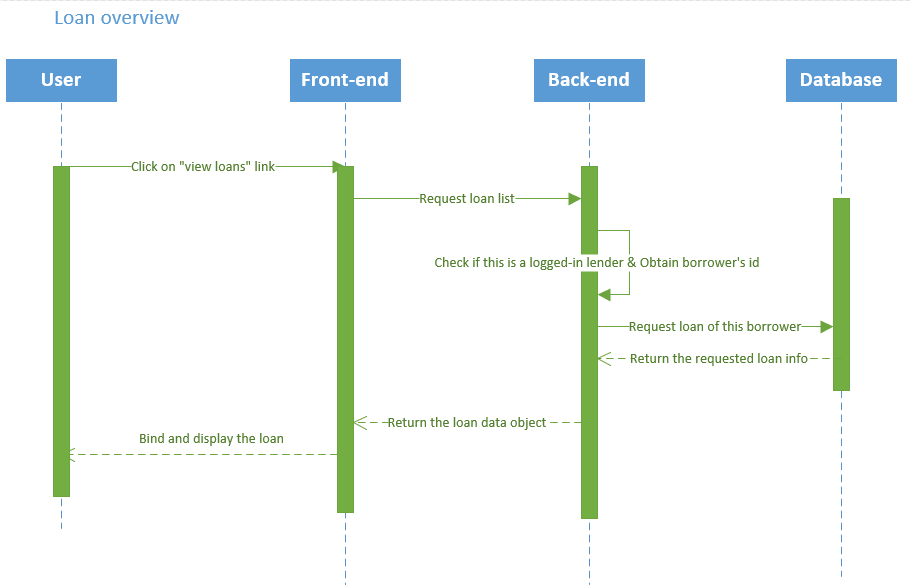 Loan overview
User
Front-end
Back-end
Database
Click on "view loans" link
Request loan list
Check if this is a logged-in lender & Obtain borrower's id
Request loan of this borrower
Return the requested loan info
Return the loan data object
Bind and display the loan